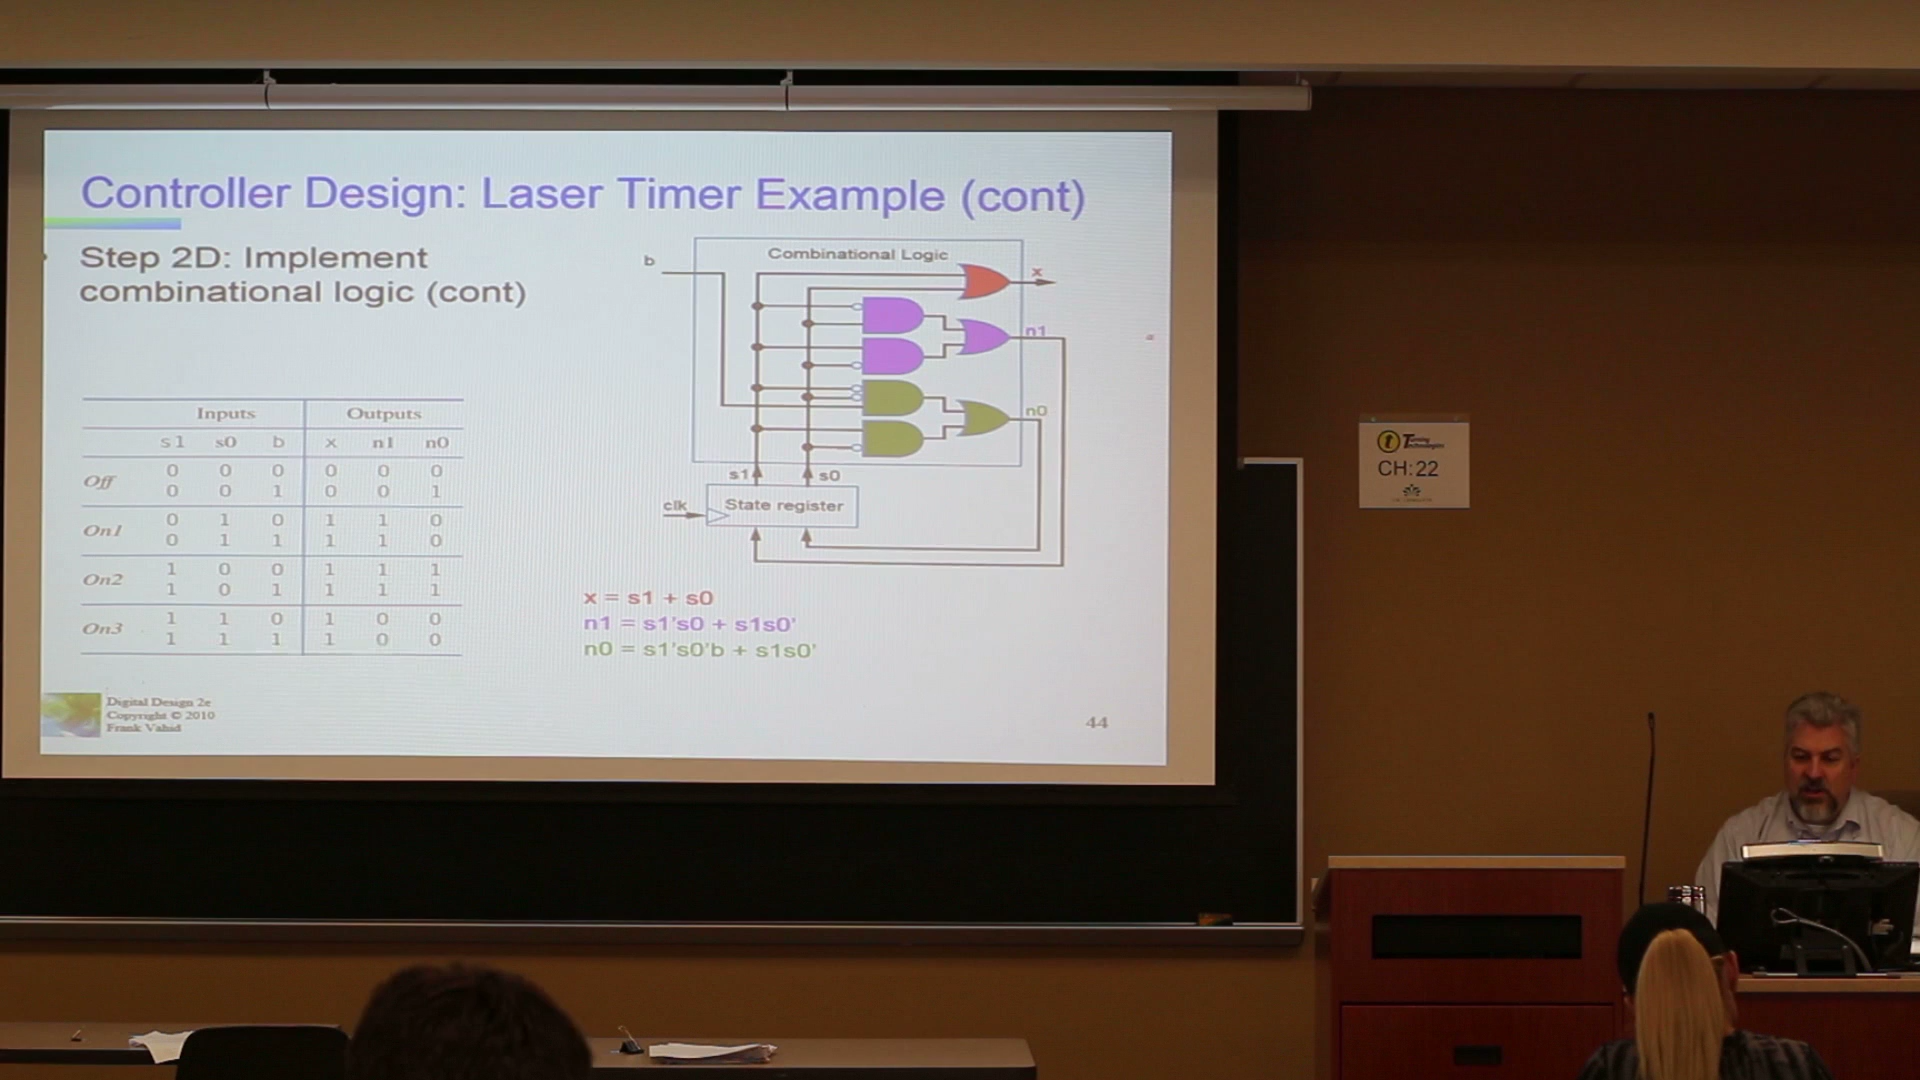 Controller Design: Laser Timer Example (cont)
Step 2D: Implement
combinational logic (cont)
b
Combinational Logic
x
n1
n0
s1
s0
clk
State register
Inputs Outputs
s1 s0 b x n1 n0
Off
0 0 0 0 0 0
0 0 1 0 0 1
On1
0 1 0 1 1 0
0 1 1 1 1 0
On2
1 0 0 1 1 1
1 0 1 1 1 1
On3
1 1 0 1 0 0
1 1 1 1 0 0
x = s1 + s0
n1 = s1's0 + s1s0'
n0 = s1's0'b + s1s0'
Digital Design 2e
Copyright © 2010
Frank Vahid
44
Turning
Technologies
CH:22